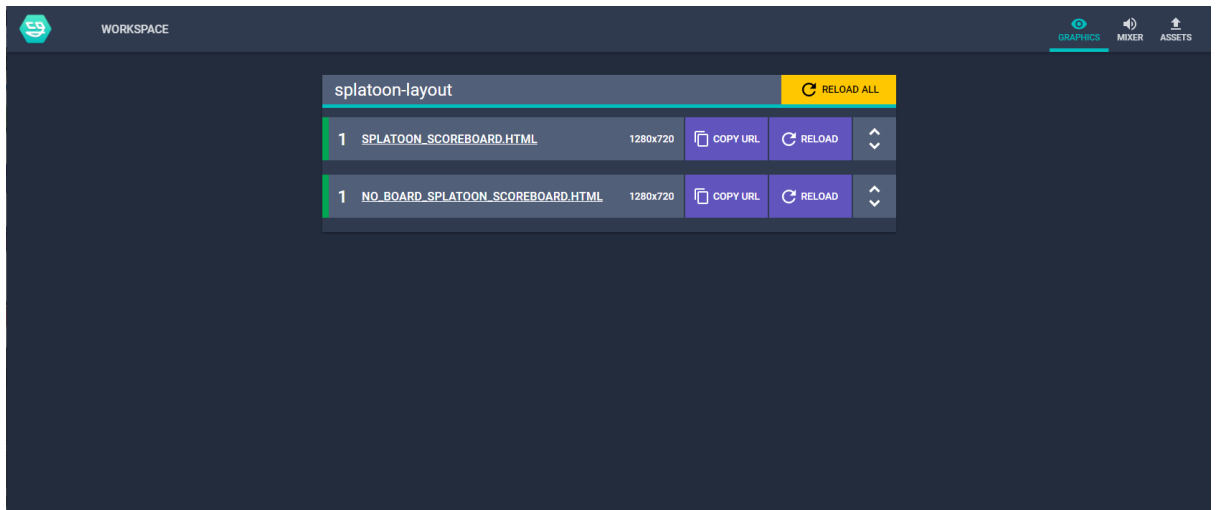 WORKSPACE
GRAPHICS MIXER ASSETS
splatoon-layout RELOAD ALL
1 SPLATOON_SCOREBOARD.HTML 1280x720 COPY URL RELOAD
1 NO_BOARD_SPLATOON_SCOREBOARD.HTML 1280x720 COPY URL RELOAD